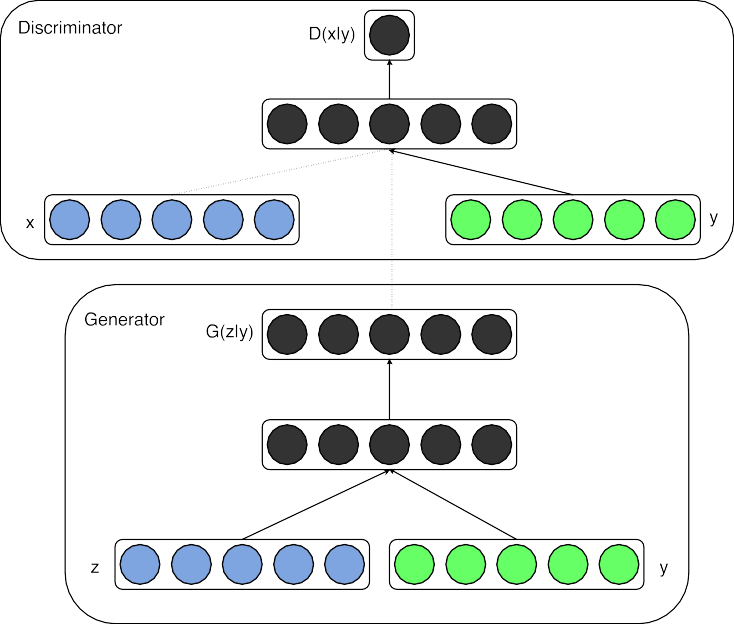 Discriminator
D(x|y)
x
y
Generator
G(z|y)
z
y